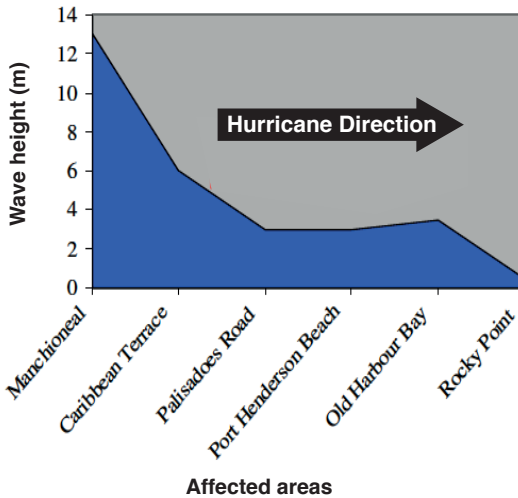 Wave height (m)
14
12
10
8
6
4
2
0
Hurricane Direction
Manchioneal
Caribbean Terrace
Palisadoes Road
Port Henderson Beach
Old Harbour Bay
Rocky Point
Affected areas